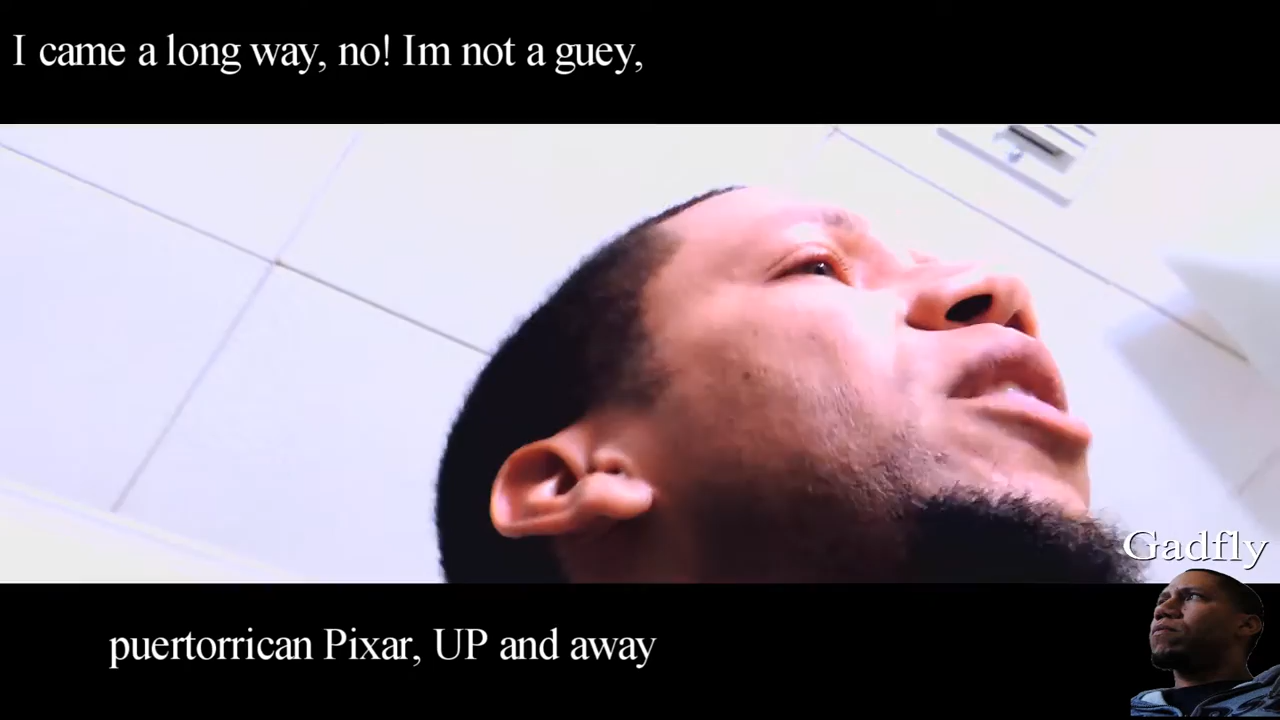 I came a long way, no! Im not a guey,
Gadfly
puertorrican Pixar, UP and away